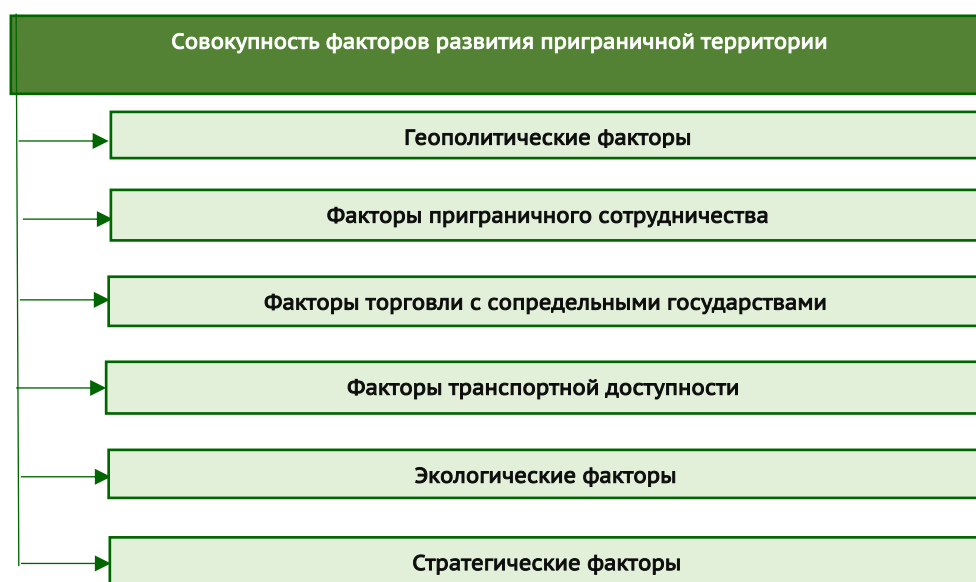 Совокупность факторов развития приграничной территории
Геополитические факторы
Факторы приграничного сотрудничества
Факторы торговли с сопредельными государствами
Факторы транспортной доступности
Экологические факторы
Стратегические факторы